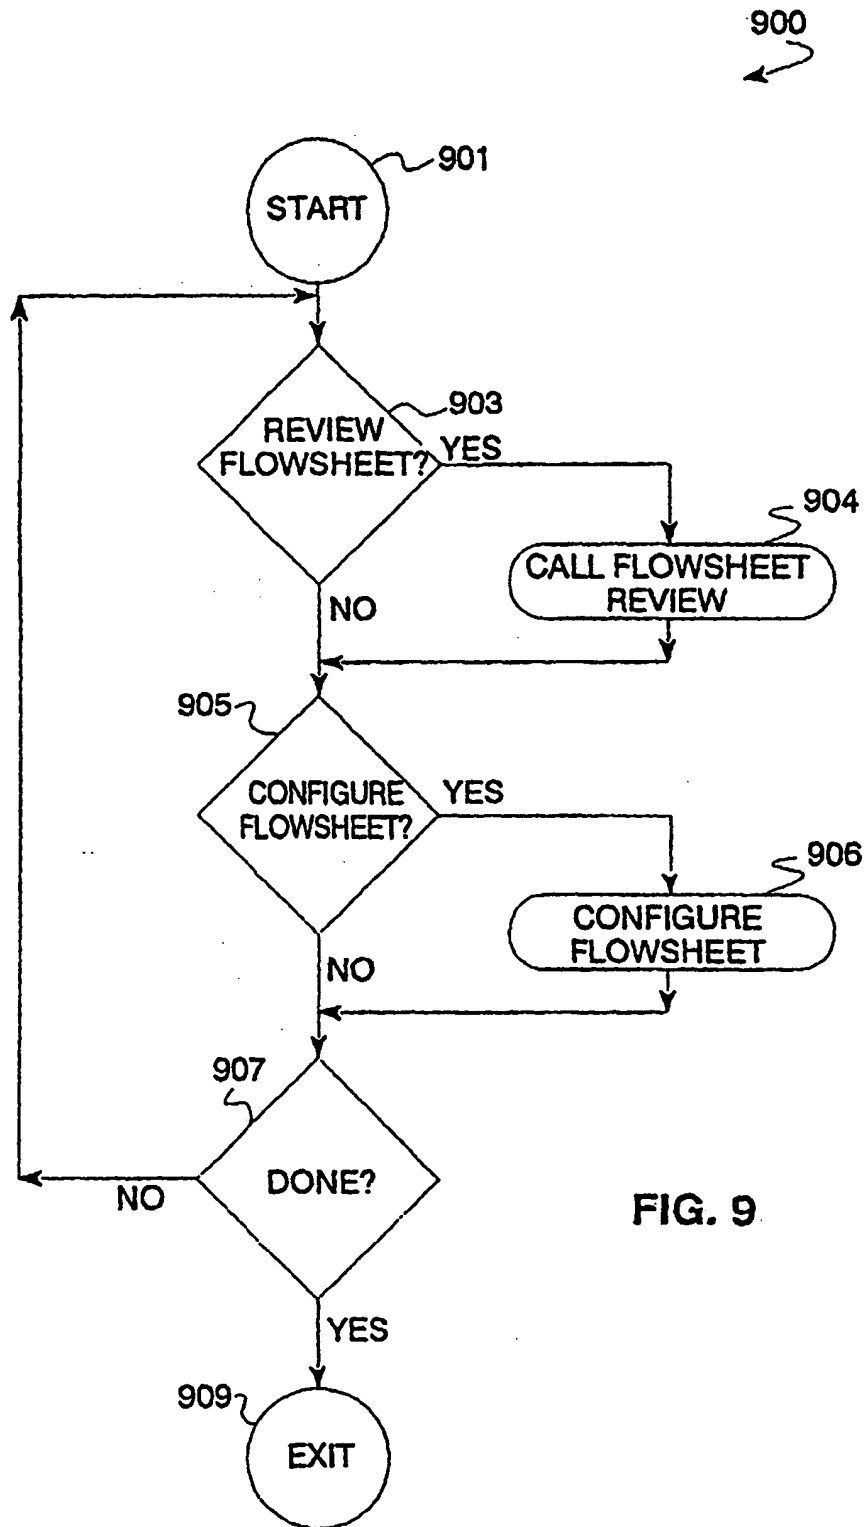 900
901
START
903
REVIEW
FLOWSHEET?
YES
904
CALL FLOWSHEET
REVIEW
NO
905
CONFIGURE
FLOWSHEET?
YES
906
CONFIGURE
FLOWSHEET
NO
907
DONE?
NO
FIG. 9
YES
909
EXIT